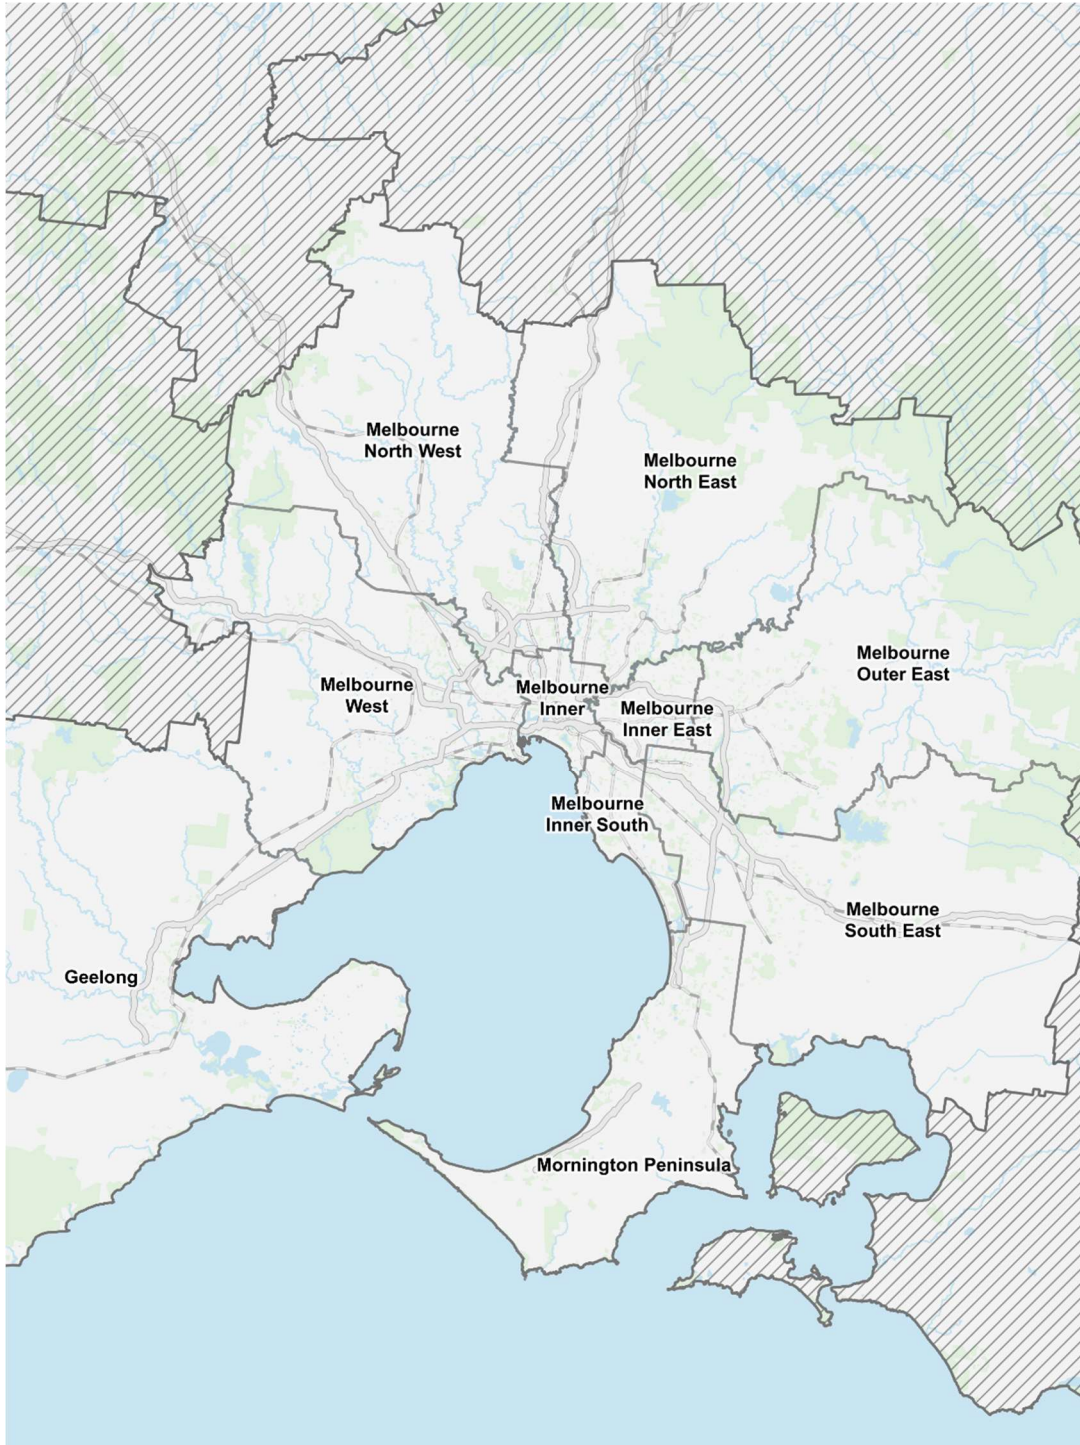 Melbourne
North West
Melbourne
North East
Melbourne
Outer East
Melbourne
West
Melbourne
Inner
Melbourne
Inner East
Melbourne
Inner South
Melbourne
South East
Geelong
Mornington Peninsula